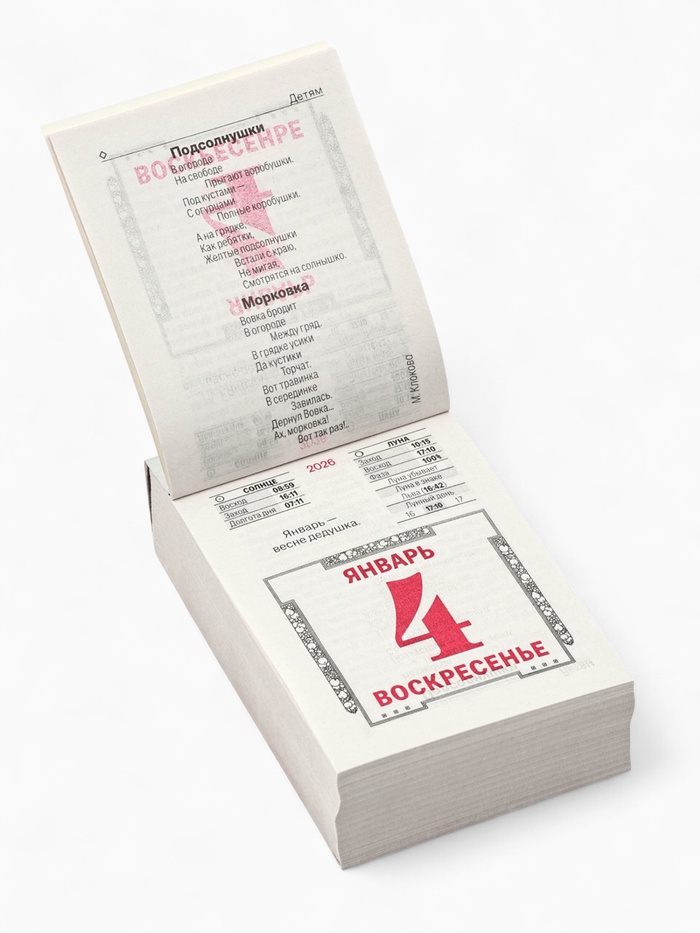 Детям
Подсолнушки
В огороде
На свободе
Прыгают воробушки.
Под кустами —
С огурцами
Полные коробушки.
А на грядке,
Как ребятки,
Желтые подсолнушки
Встали с краю,
Не мигая,
Смотрятся на солнышко.
Морковка
Вовка бродит
В огороде
Между гряд.
В грядке усики
Да кустики
Торчат.
Вот травинка
В серединке
Завилась.
Дернул Вовка...
Ах, морковка!
Вот так раз!..
М. Клокова
2026
СОЛНЦЕ
Восход 08:59
Заход 16:11
Долгота дня 07:11
ЛУНА
Заход 10:15
Восход 17:10
Фаза 100%
Луна убывает
Луна в знаке
Льва (16:42)
Лунный день
16 17:10 17
Январь —
весне дедушка.
ЯНВАРЬ
4
ВОСКРЕСЕНЬЕ